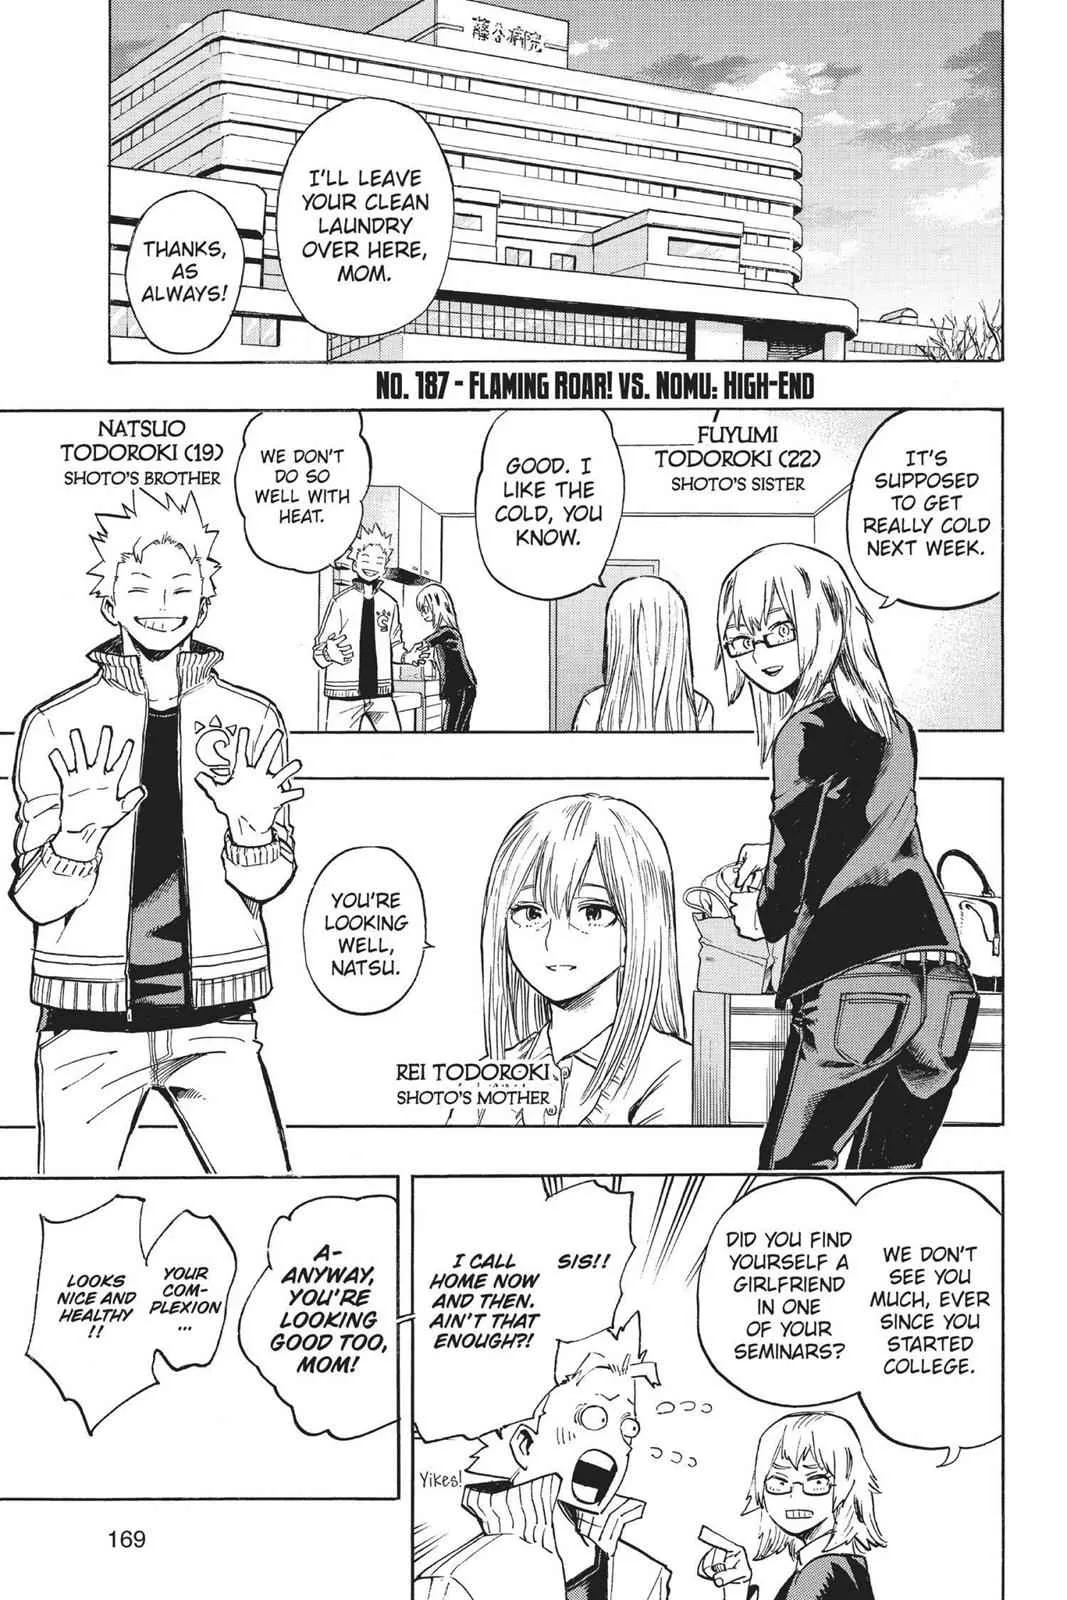 藤谷病院
I'LL LEAVE
YOUR CLEAN
LAUNDRY
OVER HERE,
MOM.
THANKS,
AS
ALWAYS!
No. 187 - Flaming Roar! vs. Nomu: High-End
IT'S
SUPPOSED
TO GET
REALLY COLD
NEXT WEEK.
FUYUMI
TODOROKI (22)
SHOTO'S SISTER
GOOD. I
LIKE THE
COLD, YOU
KNOW.
WE DON'T
DO SO
WELL WITH
HEAT.
NATSUO
TODOROKI (19)
SHOTO'S BROTHER
YOU'RE
LOOKING
WELL,
NATSU.
REI TODOROKI
SHOTO'S MOTHER
WE DON'T
SEE YOU
MUCH, EVER
SINCE YOU
STARTED
COLLEGE.
DID YOU FIND
YOURSELF A
GIRLFRIEND
IN ONE
OF YOUR
SEMINARS?
SIS!!
I CALL
HOME NOW
AND THEN.
AIN'T THAT
ENOUGH?!
Yikes!
A-
ANYWAY,
YOU'RE
LOOKING
GOOD TOO,
MOM!
YOUR
COM-
PLEXION
...
LOOKS
NICE AND
HEALTHY
!!
169